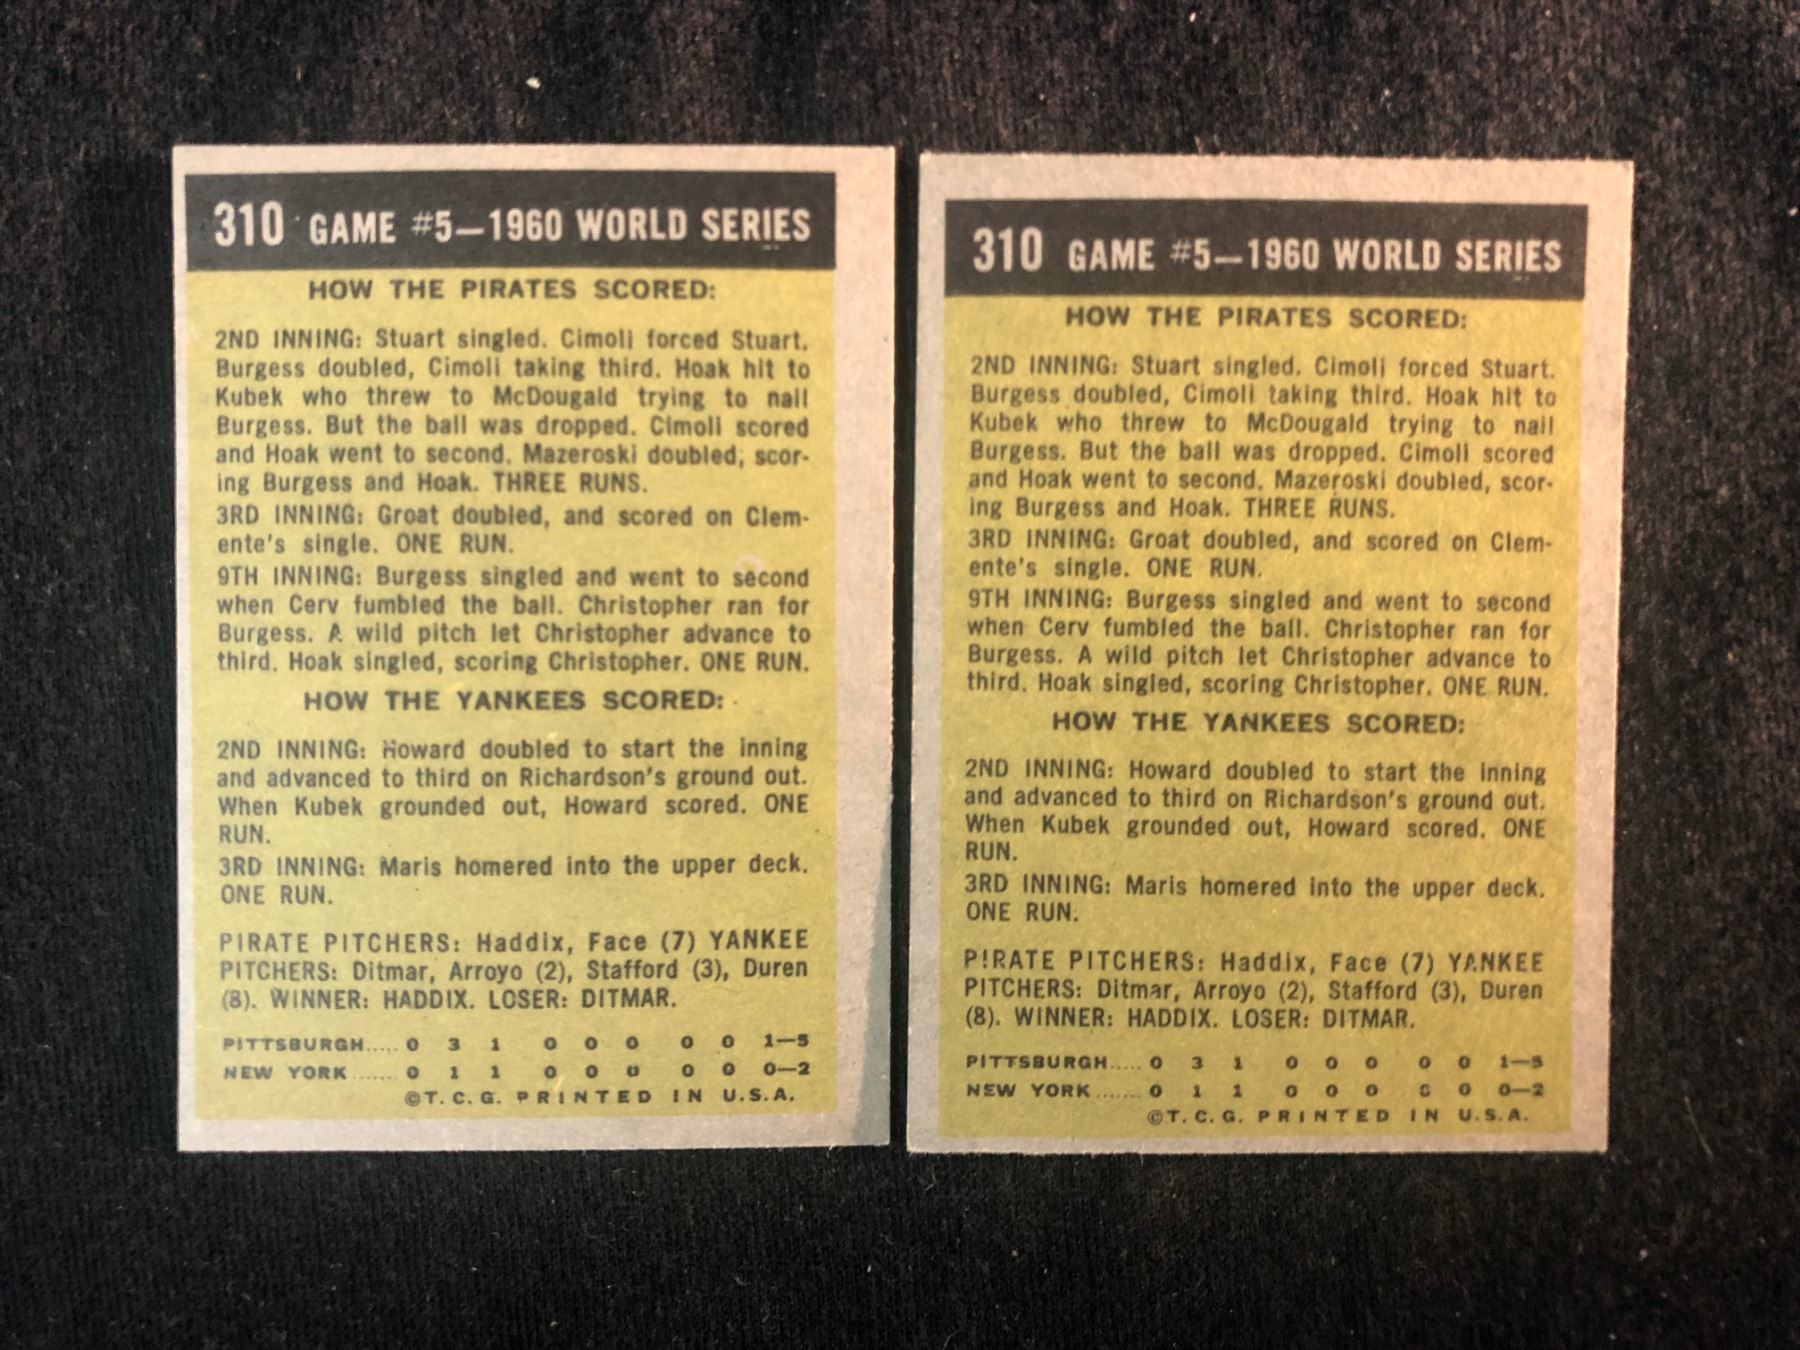 310 GAME #5—1960 WORLD SERIES
HOW THE PIRATES SCORED:
2ND INNING: Stuart singled. Cimoli forced Stuart.
Burgess doubled, Cimoli taking third. Hoak hit to
Kubek who threw to McDougald trying to nail
Burgess. But the ball was dropped. Cimoli scored
and Hoak went to second. Mazeroski doubled, scor-
ing Burgess and Hoak. THREE RUNS.
3RD INNING: Groat doubled, and scored on Clem-
ente's single. ONE RUN.
9TH INNING: Burgess singled and went to second
when Cerv fumbled the ball. Christopher ran for
Burgess. A wild pitch let Christopher advance to
third. Hoak singled, scoring Christopher. ONE RUN.
HOW THE YANKEES SCORED:
2ND INNING: Howard doubled to start the inning
and advanced to third on Richardson's ground out.
When Kubek grounded out, Howard scored. ONE
RUN.
3RD INNING: Maris homered into the upper deck.
ONE RUN.
PIRATE PITCHERS: Haddix, Face (7) YANKEE
PITCHERS: Ditmar, Arroyo (2), Stafford (3), Duren
(8). WINNER: HADDIX. LOSER: DITMAR.
PITTSBURGH..... 0 3 1 0 0 0 0 0 1—5
NEW YORK ...... 0 1 1 0 0 0 0 0 0—2
©T. C. G. PRINTED IN U.S.A.
310 GAME #5—1960 WORLD SERIES
HOW THE PIRATES SCORED:
2ND INNING: Stuart singled. Cimoli forced Stuart.
Burgess doubled, Cimoli taking third. Hoak hit to
Kubek who threw to McDougald trying to nail
Burgess. But the ball was dropped. Cimoli scored
and Hoak went to second. Mazeroski doubled, scor-
ing Burgess and Hoak. THREE RUNS.
3RD INNING: Groat doubled, and scored on Clem-
ente's single. ONE RUN.
9TH INNING: Burgess singled and went to second
when Cerv fumbled the ball. Christopher ran for
Burgess. A wild pitch let Christopher advance to
third. Hoak singled, scoring Christopher. ONE RUN.
HOW THE YANKEES SCORED:
2ND INNING: Howard doubled to start the inning
and advanced to third on Richardson's ground out.
When Kubek grounded out, Howard scored. ONE
RUN.
3RD INNING: Maris homered into the upper deck.
ONE RUN.
PIRATE PITCHERS: Haddix, Face (7) YANKEE
PITCHERS: Ditmar, Arroyo (2), Stafford (3), Duren
(8). WINNER: HADDIX. LOSER: DITMAR.
PITTSBURGH..... 0 3 1 0 0 0 0 0 1—5
NEW YORK ...... 0 1 1 0 0 0 0 0 0—2
©T. C. G. PRINTED IN U.S.A.